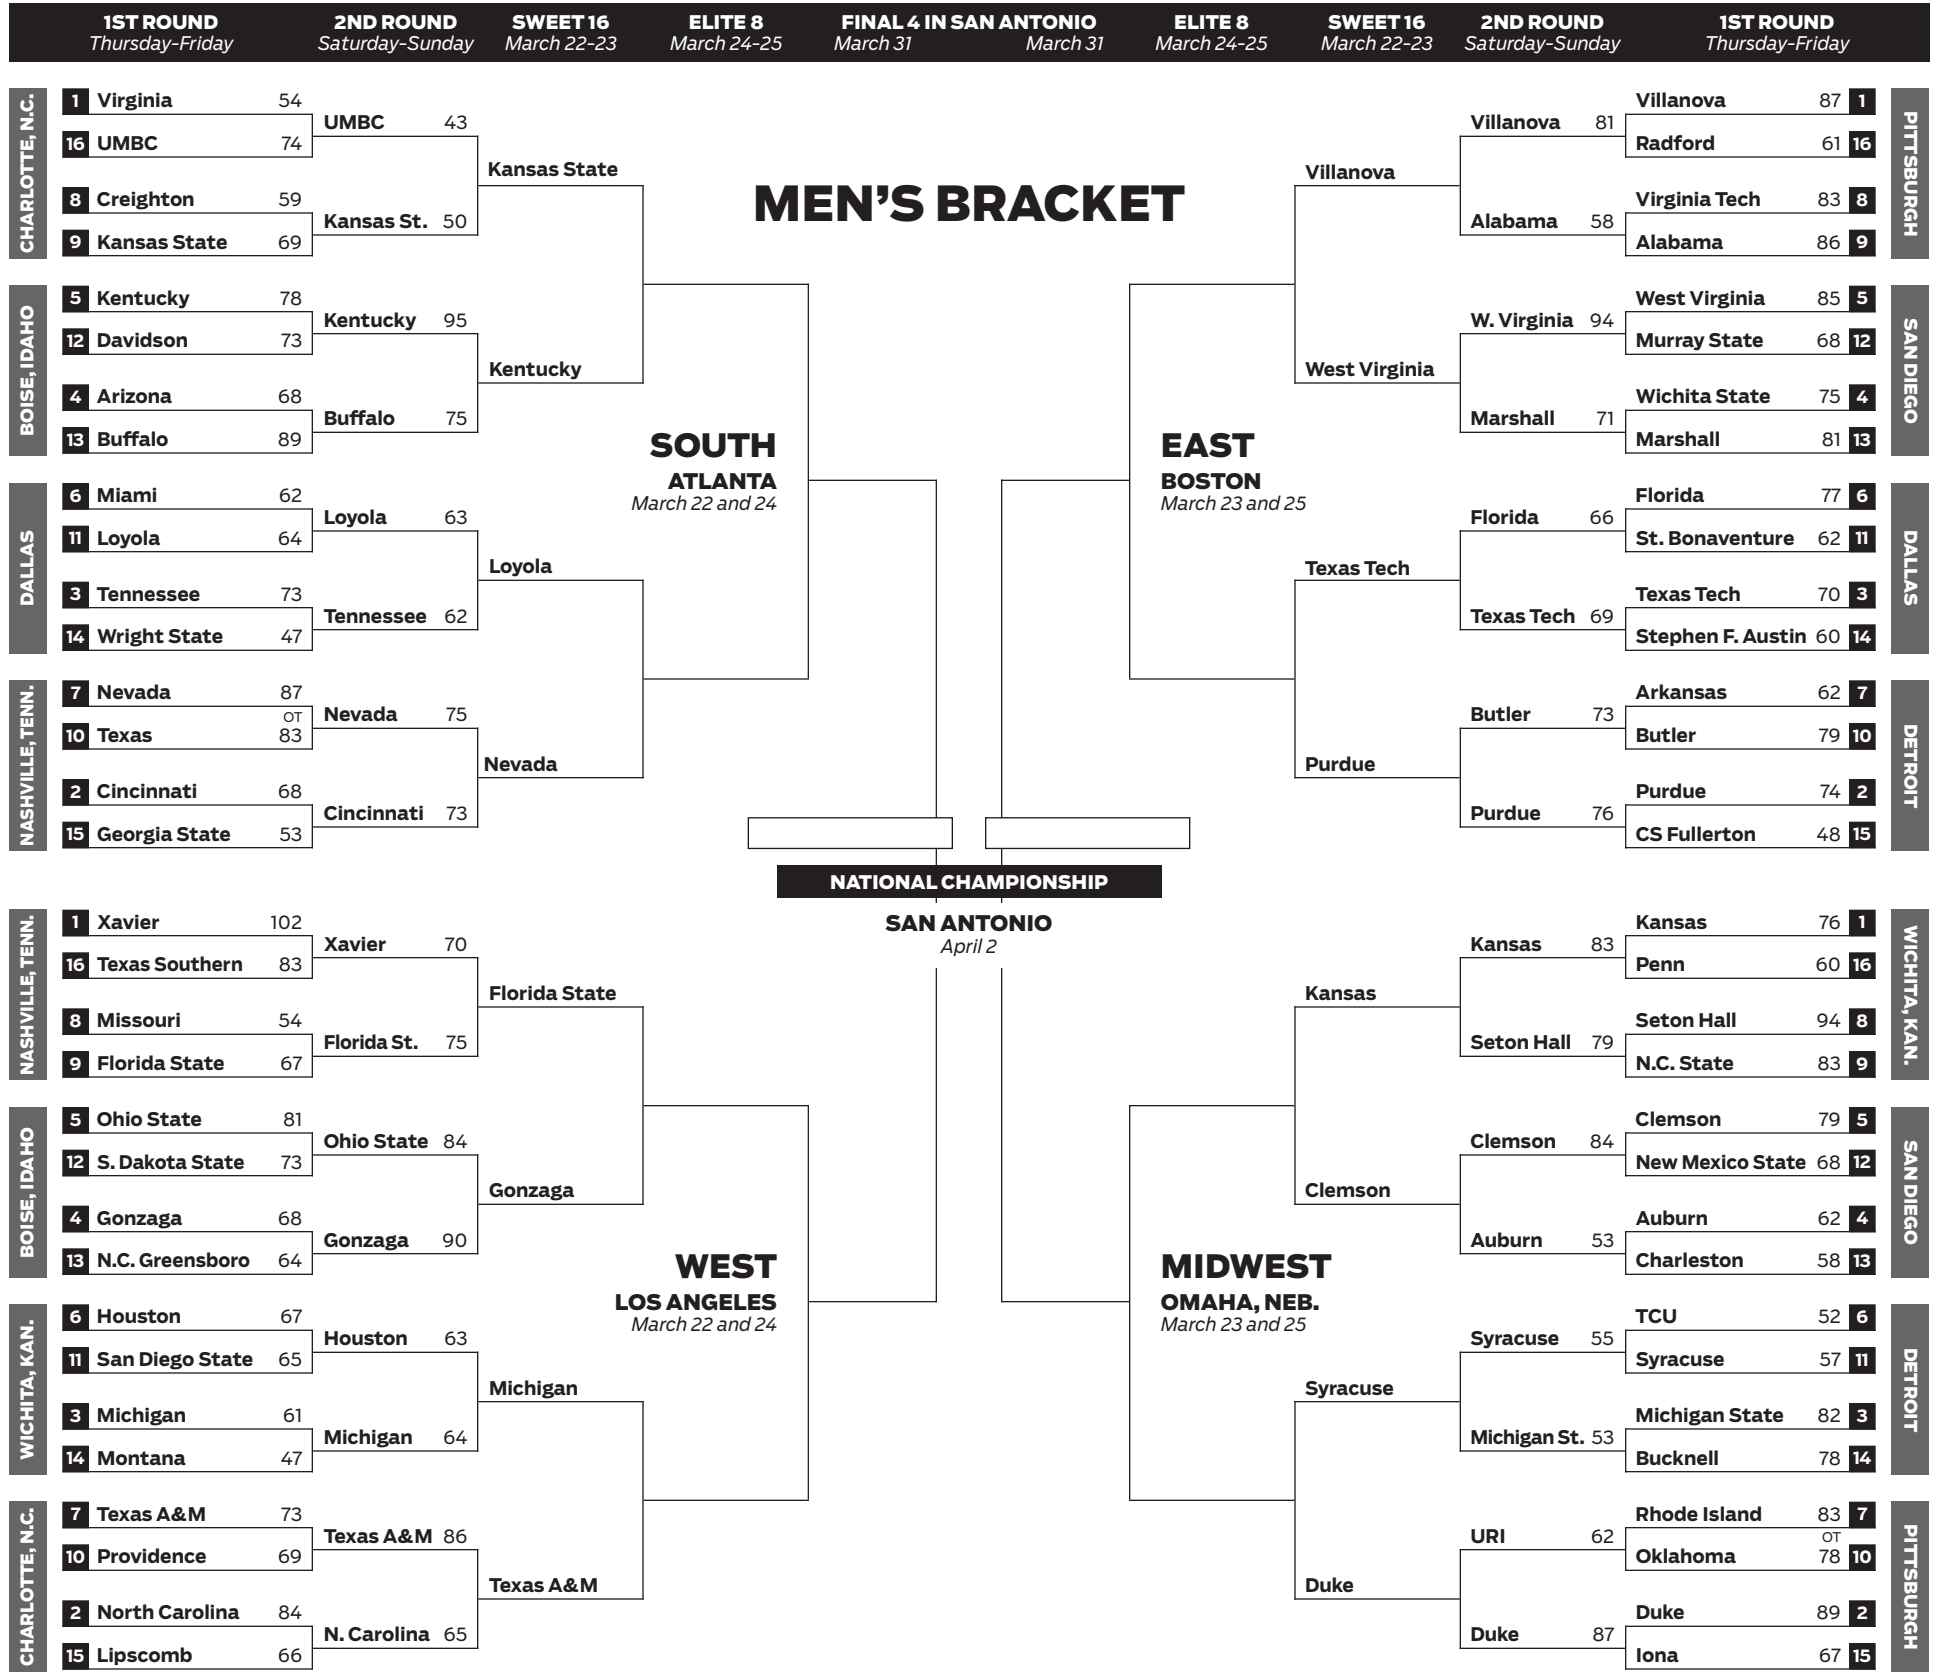 1ST ROUND
Thursday-Friday
2ND ROUND
Saturday-Sunday
SWEET 16
March 22-23
ELITE 8
March 24-25
FINAL 4 IN SAN ANTONIO
March 31
March 31
ELITE 8
March 24-25
SWEET 16
March 22-23
2ND ROUND
Saturday-Sunday
1ST ROUND
Thursday-Friday
MEN'S BRACKET
CHARLOTTE, N.C.
1 Virginia 54
16 UMBC 74
8 Creighton 59
9 Kansas State 69
UMBC 43
Kansas St. 50
Kansas State
BOISE, IDAHO
5 Kentucky 78
12 Davidson 73
4 Arizona 68
13 Buffalo 89
Kentucky 95
Buffalo 75
Kentucky
SOUTH
ATLANTA
March 22 and 24
DALLAS
6 Miami 62
11 Loyola 64
3 Tennessee 73
14 Wright State 47
Loyola 63
Tennessee 62
Loyola
NASHVILLE, TENN.
7 Nevada 87
OT
10 Texas 83
2 Cincinnati 68
15 Georgia State 53
Nevada 75
Cincinnati 73
Nevada
NASHVILLE, TENN.
1 Xavier 102
16 Texas Southern 83
8 Missouri 54
9 Florida State 67
Xavier 70
Florida St. 75
Florida State
BOISE, IDAHO
5 Ohio State 81
12 S. Dakota State 73
4 Gonzaga 68
13 N.C. Greensboro 64
Ohio State 84
Gonzaga 90
Gonzaga
WEST
LOS ANGELES
March 22 and 24
WICHITA, KAN.
6 Houston 67
11 San Diego State 65
3 Michigan 61
14 Montana 47
Houston 63
Michigan 64
Michigan
CHARLOTTE, N.C.
7 Texas A&M 73
10 Providence 69
2 North Carolina 84
15 Lipscomb 66
Texas A&M 86
N. Carolina 65
Texas A&M
NATIONAL CHAMPIONSHIP
SAN ANTONIO
April 2
Villanova
Villanova 81
Alabama 58
Villanova 87 1
Radford 61 16
Virginia Tech 83 8
Alabama 86 9
PITTSBURGH
West Virginia
W. Virginia 94
Marshall 71
West Virginia 85 5
Murray State 68 12
Wichita State 75 4
Marshall 81 13
SAN DIEGO
EAST
BOSTON
March 23 and 25
Texas Tech
Florida 66
Texas Tech 69
Florida 77 6
St. Bonaventure 62 11
Texas Tech 70 3
Stephen F. Austin 60 14
DALLAS
Purdue
Butler 73
Purdue 76
Arkansas 62 7
Butler 79 10
Purdue 74 2
CS Fullerton 48 15
DETROIT
Kansas
Kansas 83
Seton Hall 79
Kansas 76 1
Penn 60 16
Seton Hall 94 8
N.C. State 83 9
WICHITA, KAN.
Clemson
Clemson 84
Auburn 53
Clemson 79 5
New Mexico State 68 12
Auburn 62 4
Charleston 58 13
SAN DIEGO
MIDWEST
OMAHA, NEB.
March 23 and 25
Syracuse
Syracuse 55
Michigan St. 53
TCU 52 6
Syracuse 57 11
Michigan State 82 3
Bucknell 78 14
DETROIT
Duke
URI 62
Duke 87
Rhode Island 83 7
OT
Oklahoma 78 10
Duke 89 2
Iona 67 15
PITTSBURGH